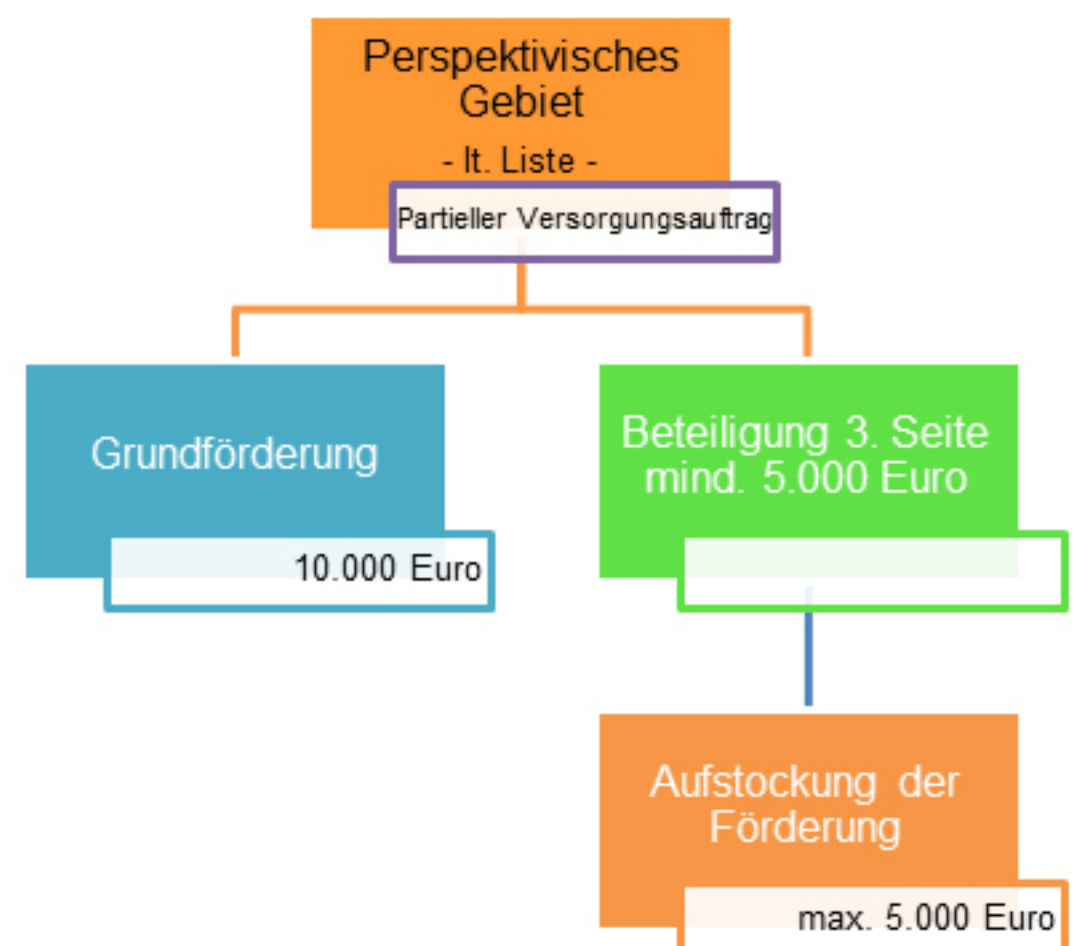 Perspektivisches
Gebiet
- lt. Liste -
Partieller Versorgungsauftrag
Grundförderung
10.000 Euro
Beteiligung 3. Seite
mind. 5.000 Euro
Aufstockung der
Förderung
max. 5.000 Euro